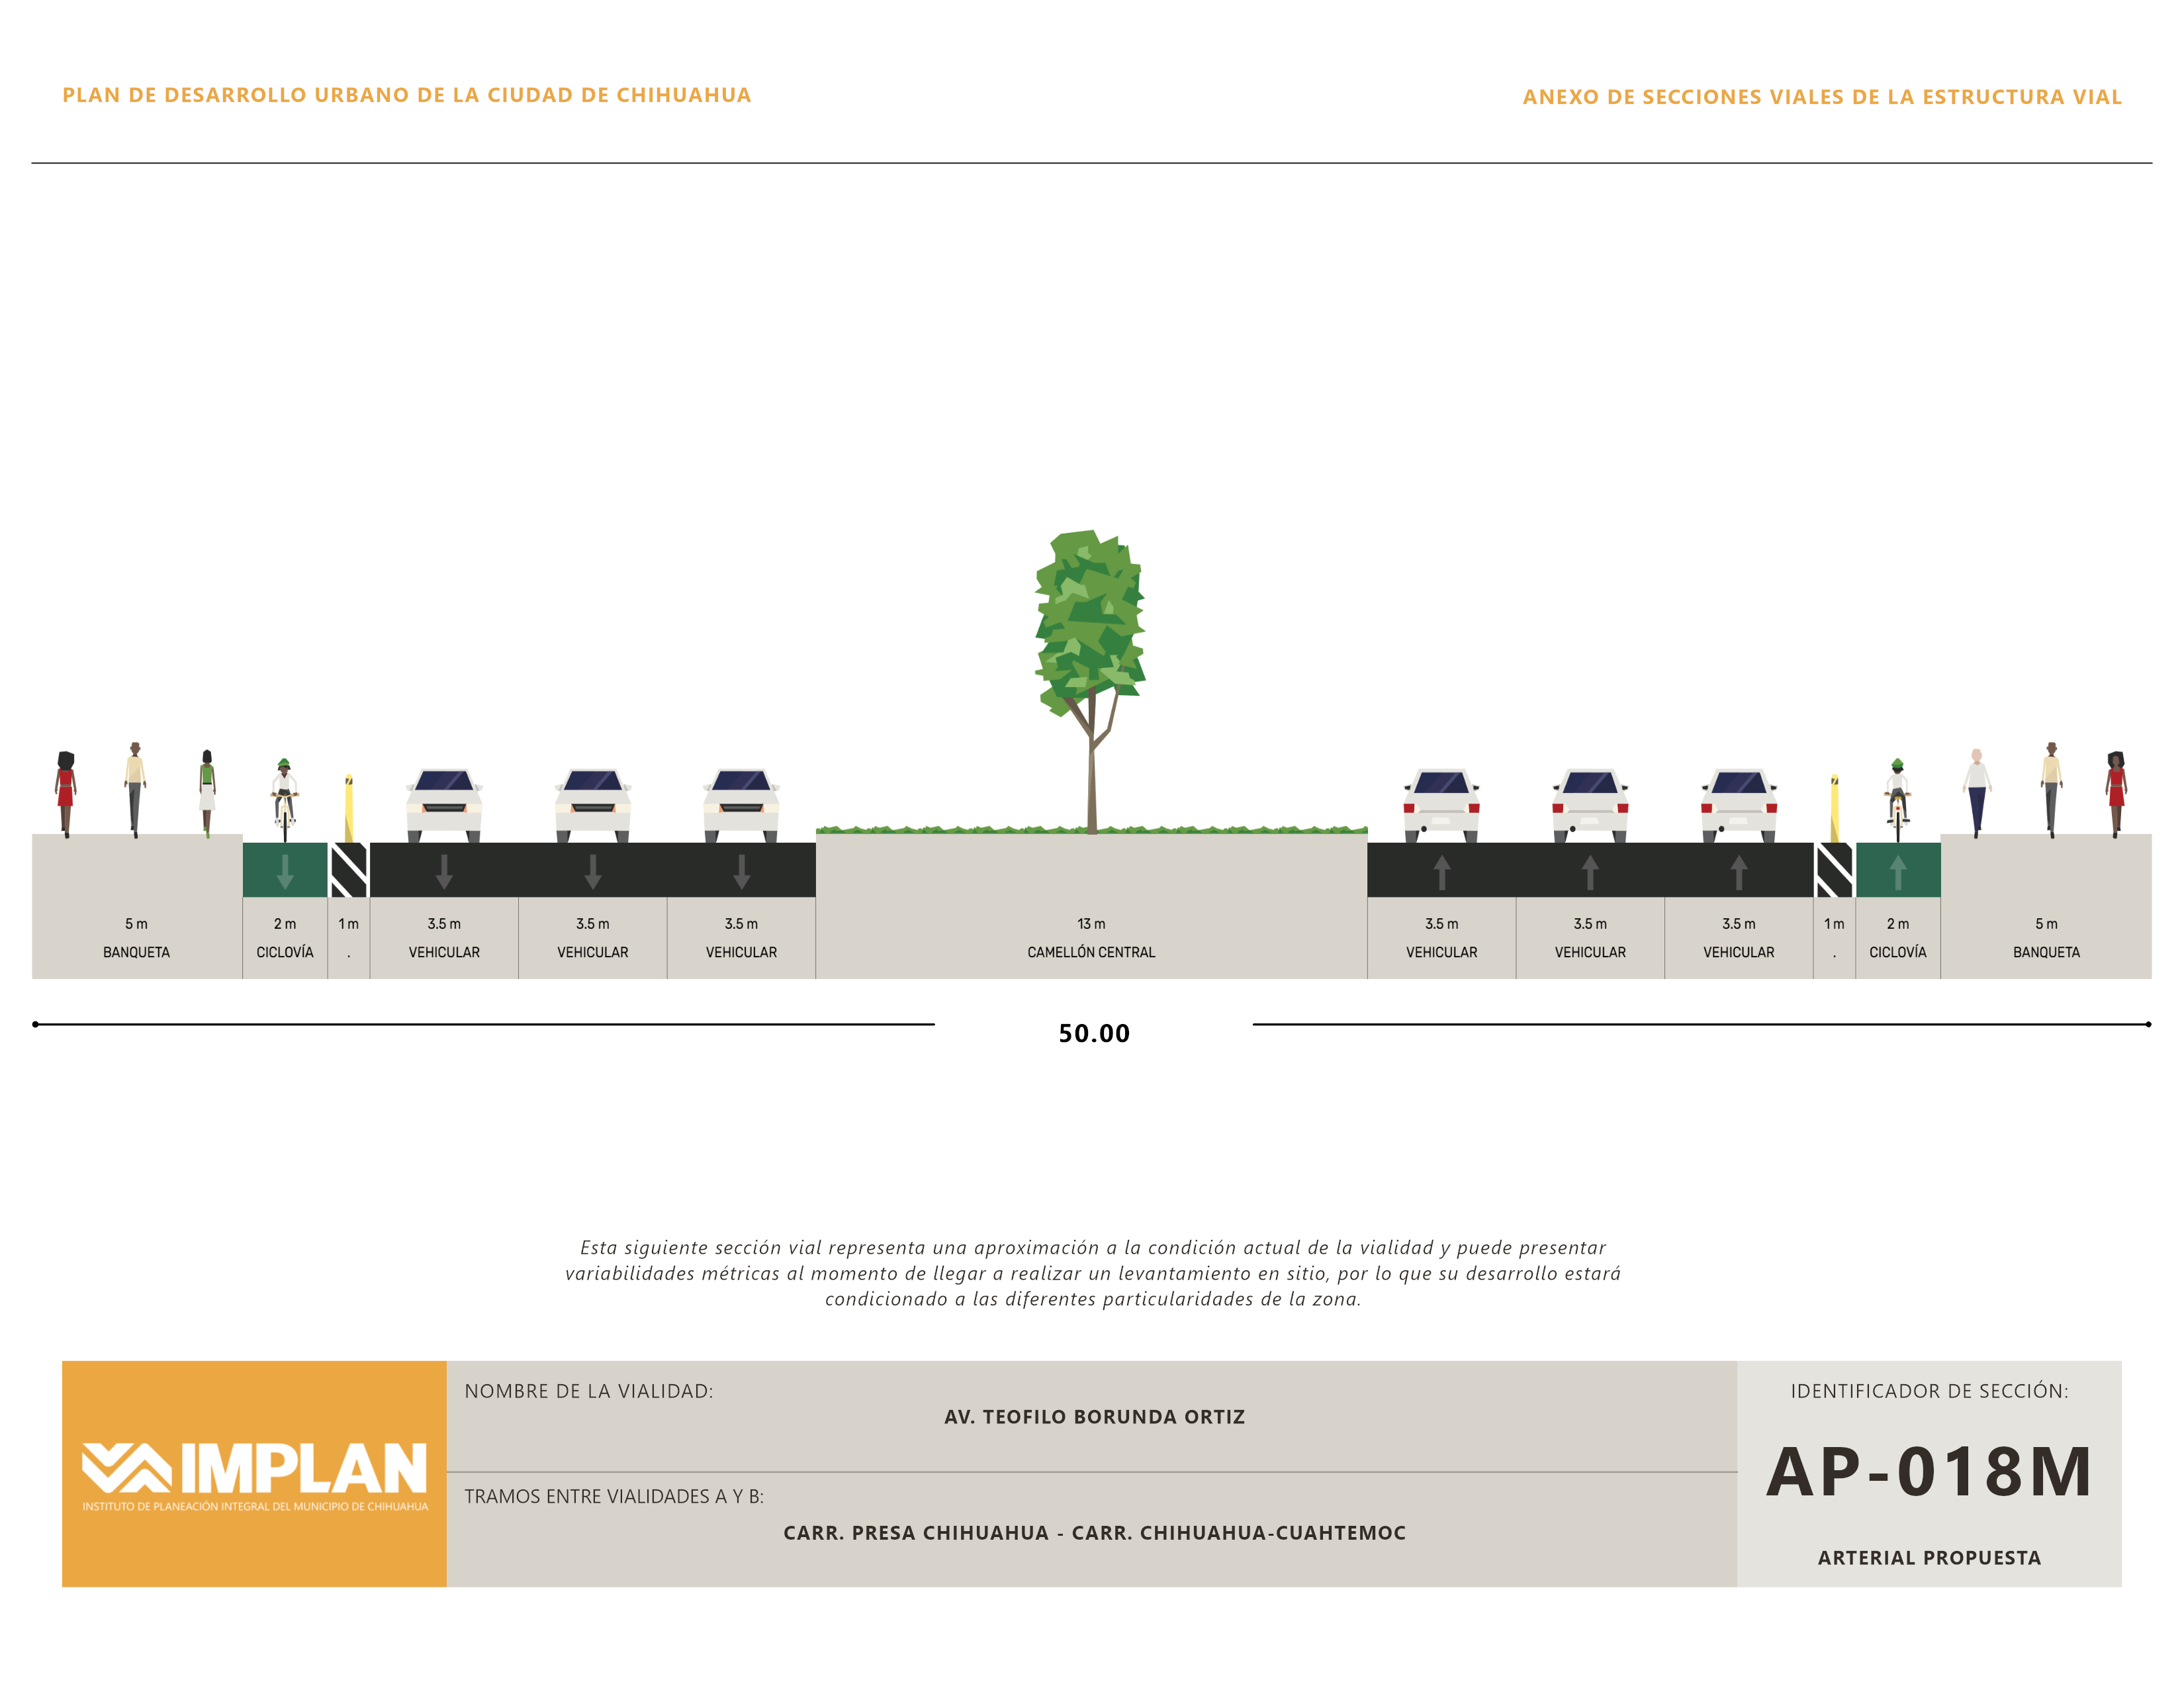 PLAN DE DESARROLLO URBANO DE LA CIUDAD DE CHIHUAHUA
ANEXO DE SECCIONES VIALES DE LA ESTRUCTURA VIAL
5 m
BANQUETA
2 m
CICLOVÍA
1 m
.
3.5 m
VEHICULAR
3.5 m
VEHICULAR
3.5 m
VEHICULAR
13 m
CAMELLÓN CENTRAL
3.5 m
VEHICULAR
3.5 m
VEHICULAR
3.5 m
VEHICULAR
1 m
.
2 m
CICLOVÍA
5 m
BANQUETA
50.00
Esta siguiente sección vial representa una aproximación a la condición actual de la vialidad y puede presentar
variabilidades métricas al momento de llegar a realizar un levantamiento en sitio, por lo que su desarrollo estará
condicionado a las diferentes particularidades de la zona.
IMPLAN
INSTITUTO DE PLANEACIÓN INTEGRAL DEL MUNICIPIO DE CHIHUAHUA
NOMBRE DE LA VIALIDAD:
AV. TEOFILO BORUNDA ORTIZ
TRAMOS ENTRE VIALIDADES A Y B:
CARR. PRESA CHIHUAHUA - CARR. CHIHUAHUA-CUAHTEMOC
IDENTIFICADOR DE SECCIÓN:
AP-018M
ARTERIAL PROPUESTA